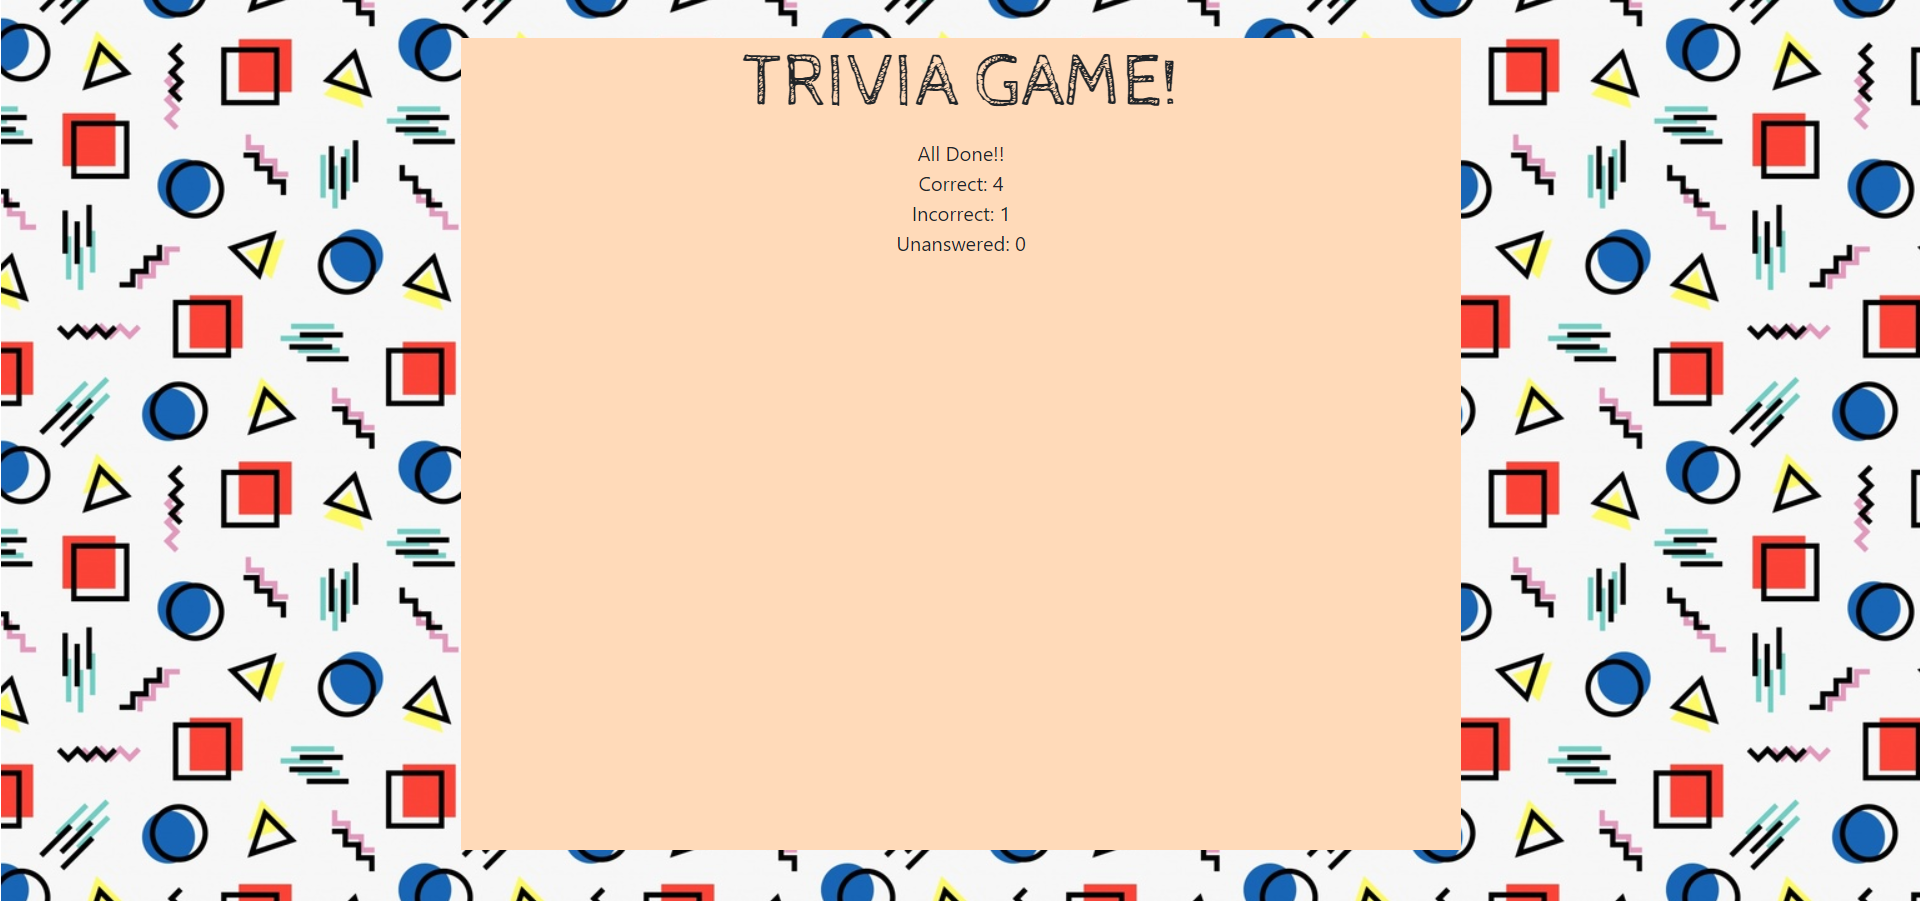 TRIVIA GAME!
All Done!!
Correct: 4
Incorrect: 1
Unanswered: 0